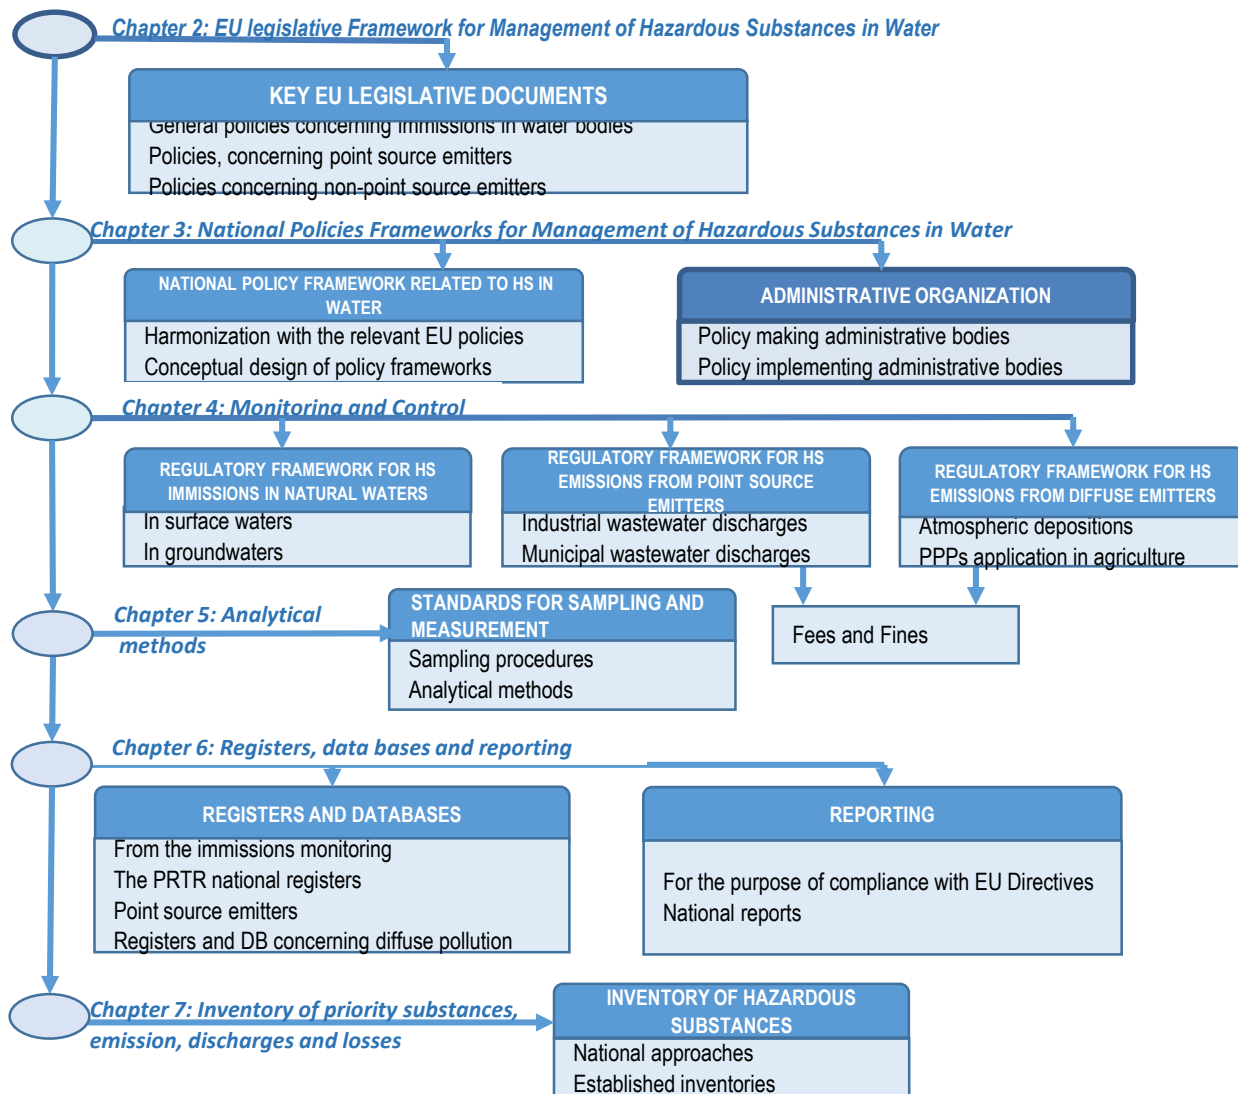 Chapter 2: EU legislative Framework for Management of Hazardous Substances in Water
KEY EU LEGISLATIVE DOCUMENTS
General policies concerning immissions in water bodies
Policies, concerning point source emitters
Policies concerning non-point source emitters
Chapter 3: National Policies Frameworks for Management of Hazardous Substances in Water
NATIONAL POLICY FRAMEWORK RELATED TO HS IN
WATER
Harmonization with the relevant EU policies
Conceptual design of policy frameworks
ADMINISTRATIVE ORGANIZATION
Policy making administrative bodies
Policy implementing administrative bodies
Chapter 4: Monitoring and Control
REGULATORY FRAMEWORK FOR HS
IMMISSIONS IN NATURAL WATERS
In surface waters
In groundwaters
REGULATORY FRAMEWORK FOR HS
EMISSIONS FROM POINT SOURCE
EMITTERS
Industrial wastewater discharges
Municipal wastewater discharges
REGULATORY FRAMEWORK FOR HS
EMISSIONS FROM DIFFUSE EMITTERS
Atmospheric depositions
PPPs application in agriculture
Fees and Fines
Chapter 5: Analytical
methods
STANDARDS FOR SAMPLING AND
MEASUREMENT
Sampling procedures
Analytical methods
Chapter 6: Registers, data bases and reporting
REGISTERS AND DATABASES
From the immissions monitoring
The PRTR national registers
Point source emitters
Registers and DB concerning diffuse pollution
REPORTING
For the purpose of compliance with EU Directives
National reports
Chapter 7: Inventory of priority substances,
emission, discharges and losses
INVENTORY OF HAZARDOUS
SUBSTANCES
National approaches
Established inventories